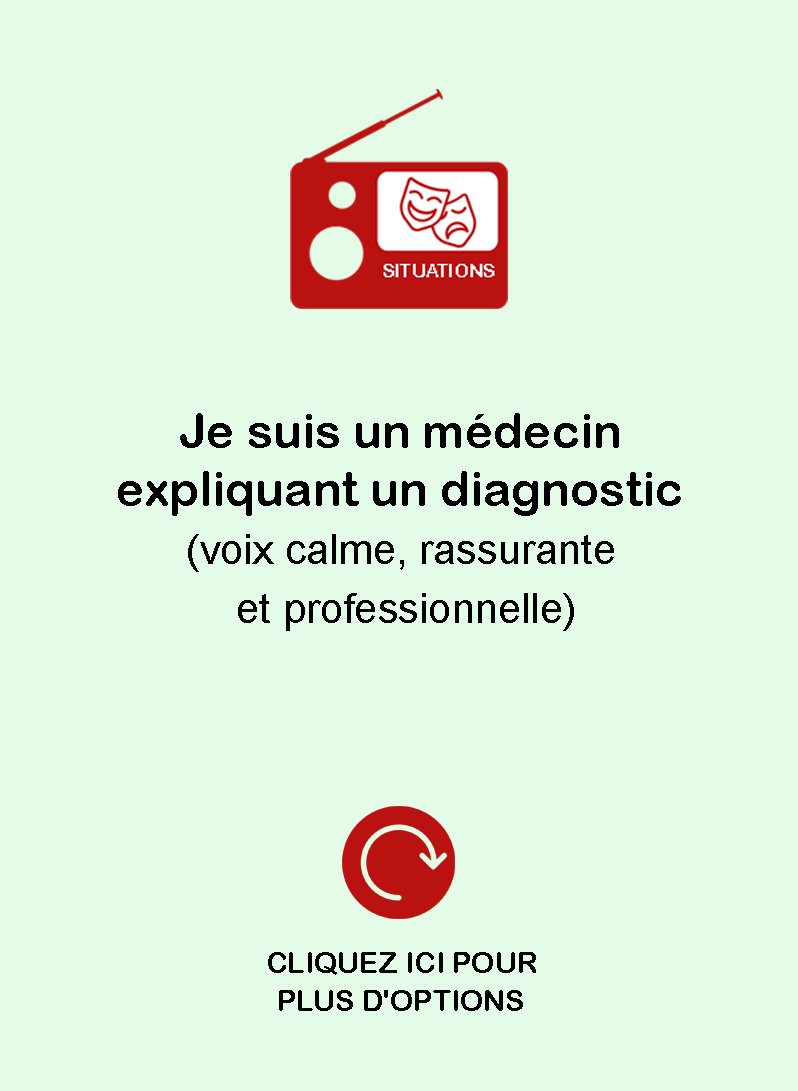 SITUATIONS
Je suis un médecin
expliquant un diagnostic
(voix calme, rassurante
et professionnelle)
CLIQUEZ ICI POUR
PLUS D'OPTIONS